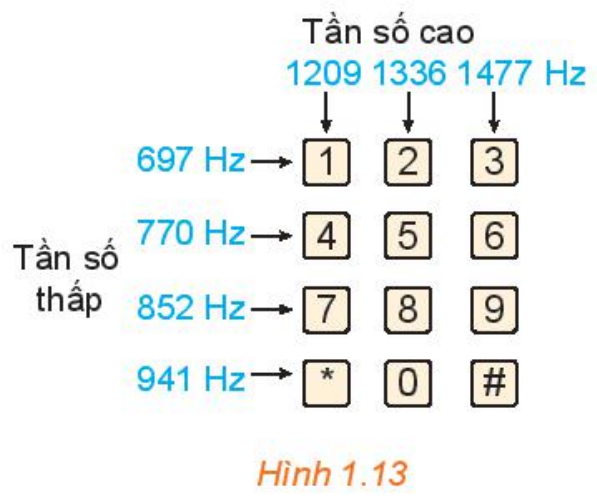 Tần số cao
1209 1336 1477 Hz
697 Hz 1 2 3
770 Hz 4 5 6
Tần số
thấp
852 Hz 7 8 9
941 Hz * 0 #
Hình 1.13